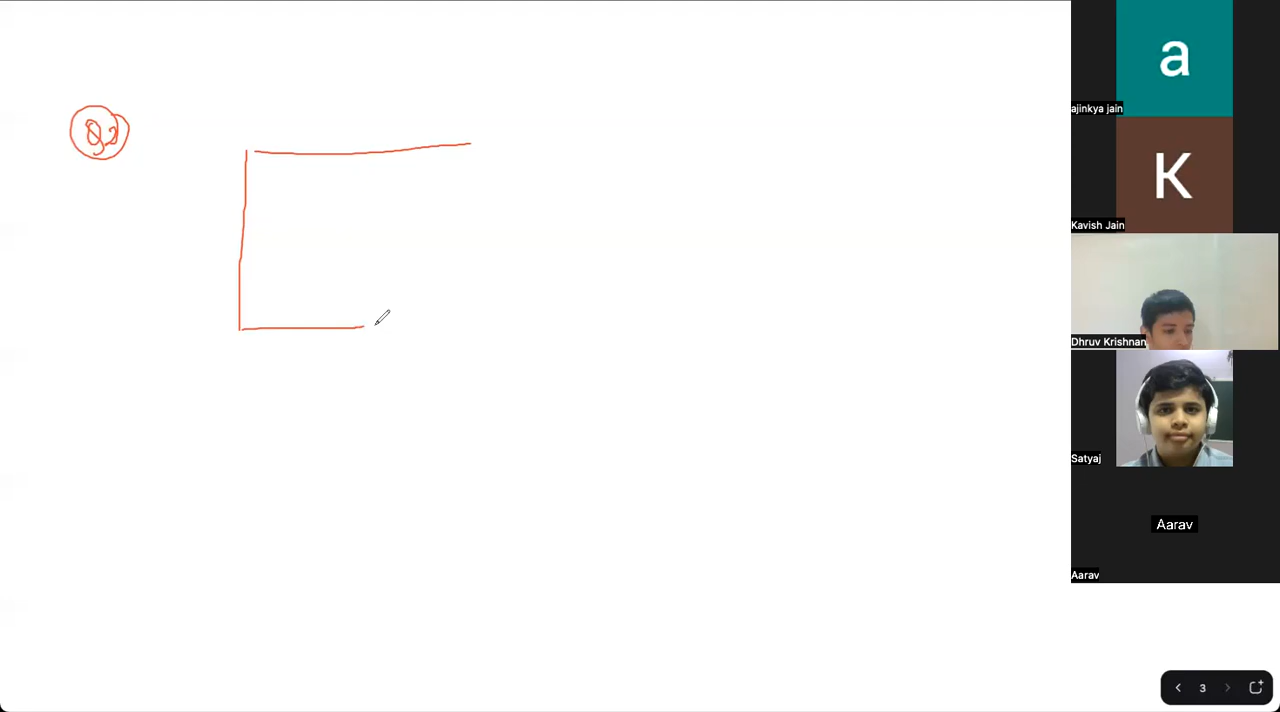 Q2
a
ajinkya jain
K
Kavish Jain
Dhruv Krishnan
Satyaj
Aarav
Aarav
3